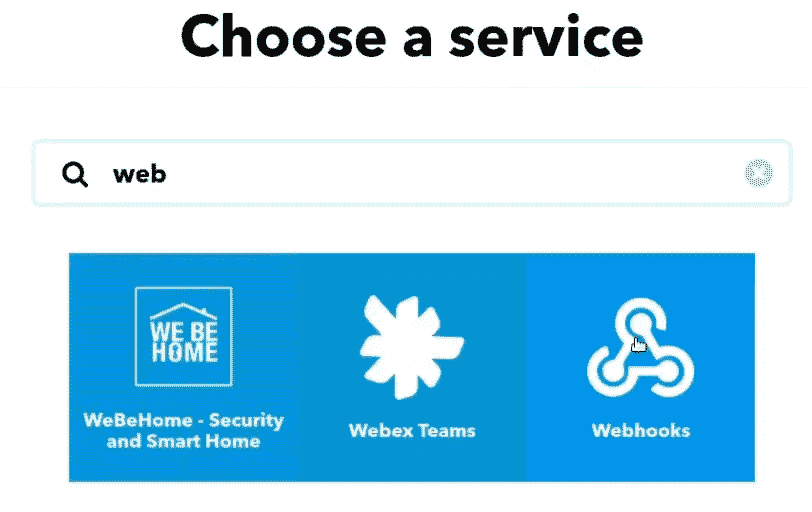 Choose a service
web
WE BE
HOME
WeBeHome - Security
and Smart Home
Webex Teams
Webhooks